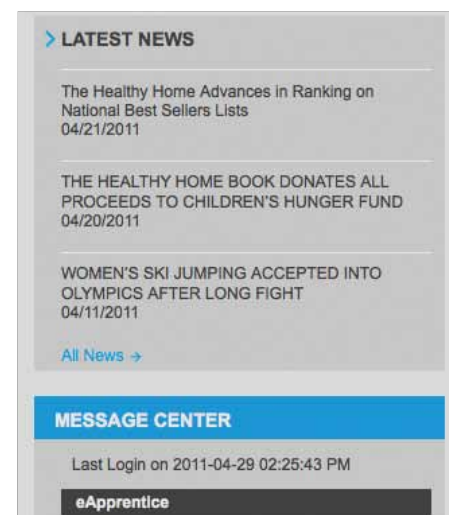 LATEST NEWS
The Healthy Home Advances in Ranking on
National Best Sellers Lists
04/21/2011
THE HEALTHY HOME BOOK DONATES ALL
PROCEEDS TO CHILDREN'S HUNGER FUND
04/20/2011
WOMEN'S SKI JUMPING ACCEPTED INTO
OLYMPICS AFTER LONG FIGHT
04/11/2011
All News →
MESSAGE CENTER
Last Login on 2011-04-29 02:25:43 PM
eApprentice